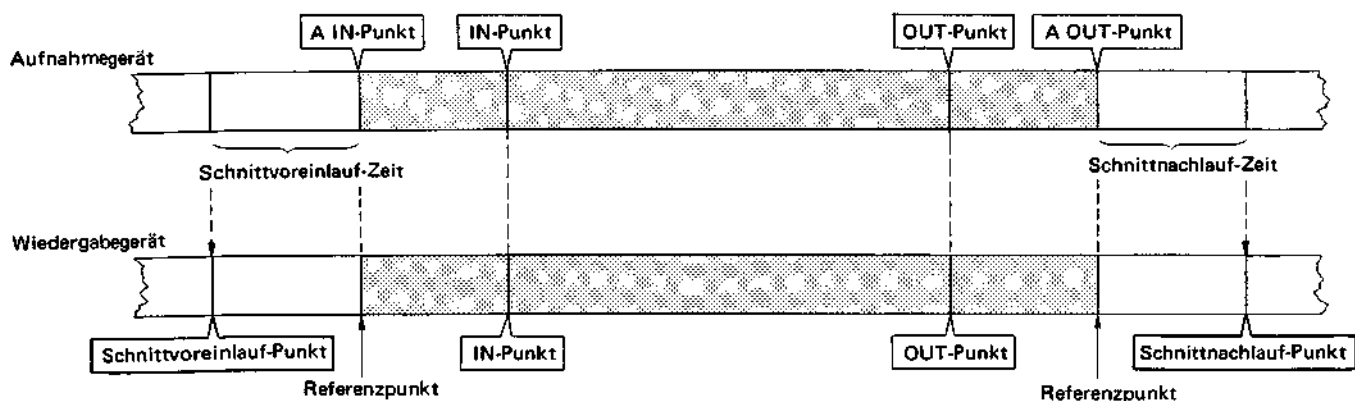 A IN-Punkt IN-Punkt OUT-Punkt A OUT-Punkt
Aufnahmegerät
Schnittvoreinlauf-Zeit Schnittnachlauf-Zeit
Wiedergabegerät
Schnittvoreinlauf-Punkt IN-Punkt OUT-Punkt Schnittnachlauf-Punkt
Referenzpunkt Referenzpunkt